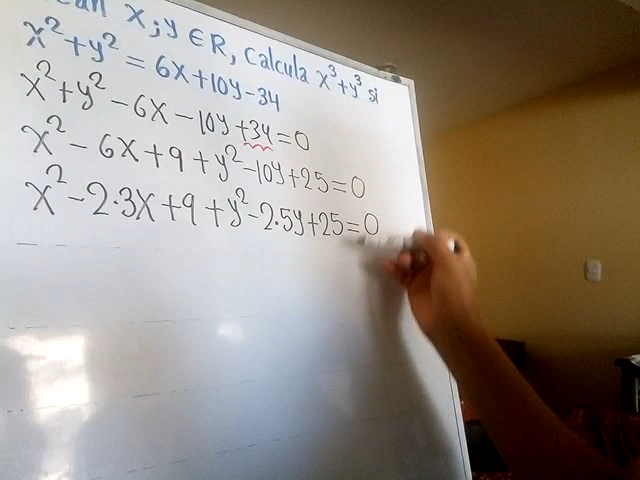 x ; y ∈ R, Calcula x³+y³ si
x²+y² = 6x+10y-34
x²+y²-6x-10y+34=0
x²-6x+9+y²-10y+25=0
x²-2·3x+9+y²-2·5y+25=0